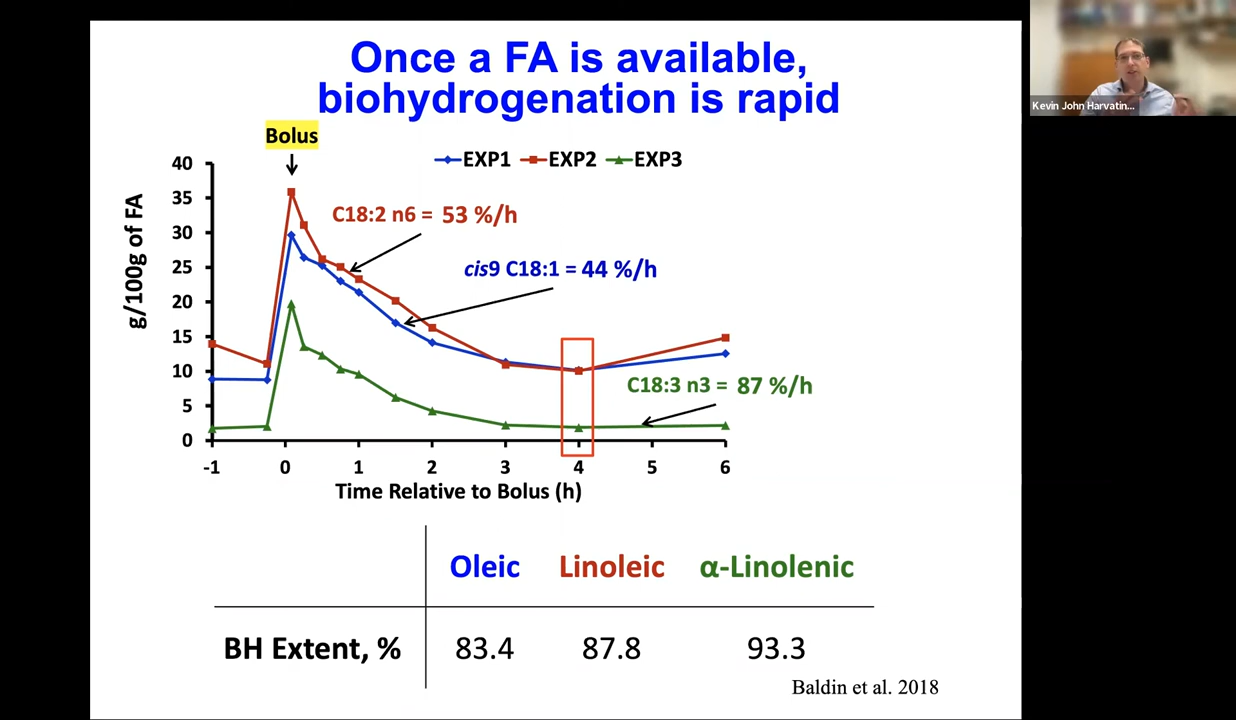 Once a FA is available,
biohydrogenation is rapid
Kevin John Harvatin...
Bolus
EXP1 EXP2 EXP3
40
35
30
25
20
15
10
5
0
g/100g of FA
C18:2 n6 = 53 %/h
cis9 C18:1 = 44 %/h
C18:3 n3 = 87 %/h
-1 0 1 2 3 4 5 6
Time Relative to Bolus (h)
Oleic Linoleic α-Linolenic
BH Extent, % 83.4 87.8 93.3
Baldin et al. 2018